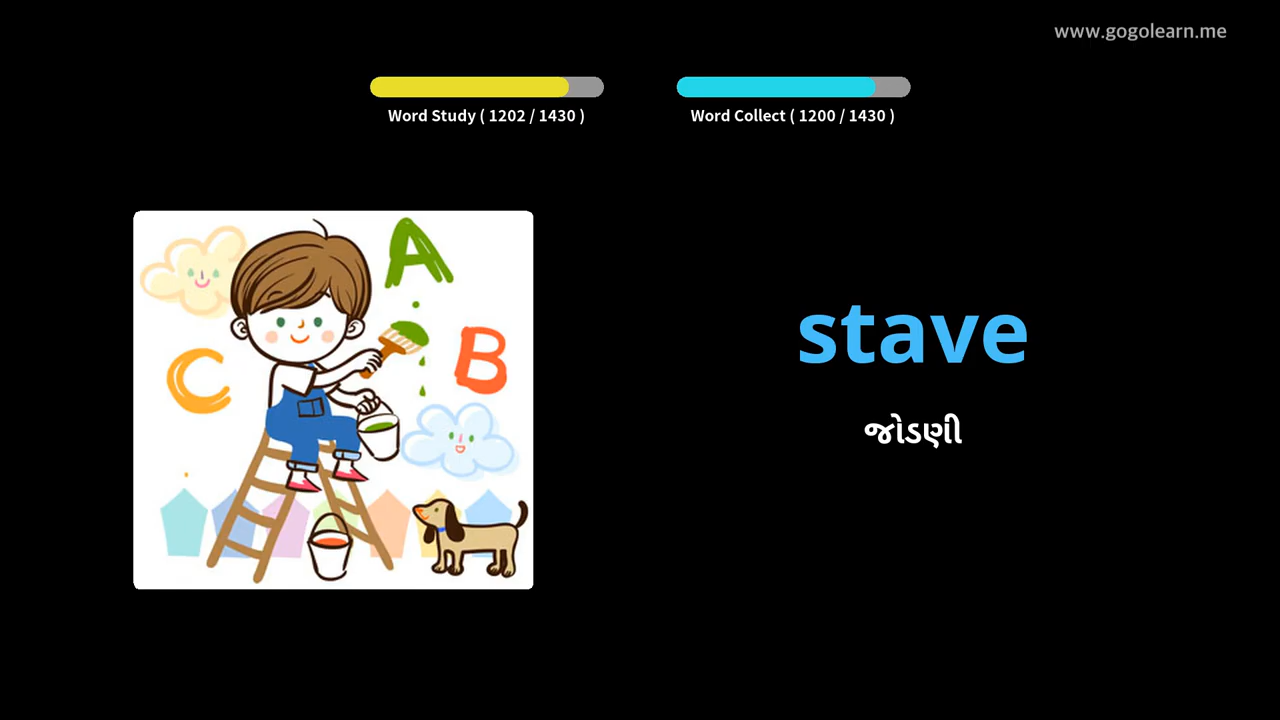 www.gogolearn.me
Word Study ( 1202 / 1430 )
Word Collect ( 1200 / 1430 )
A
B
C
stave
જોડણી